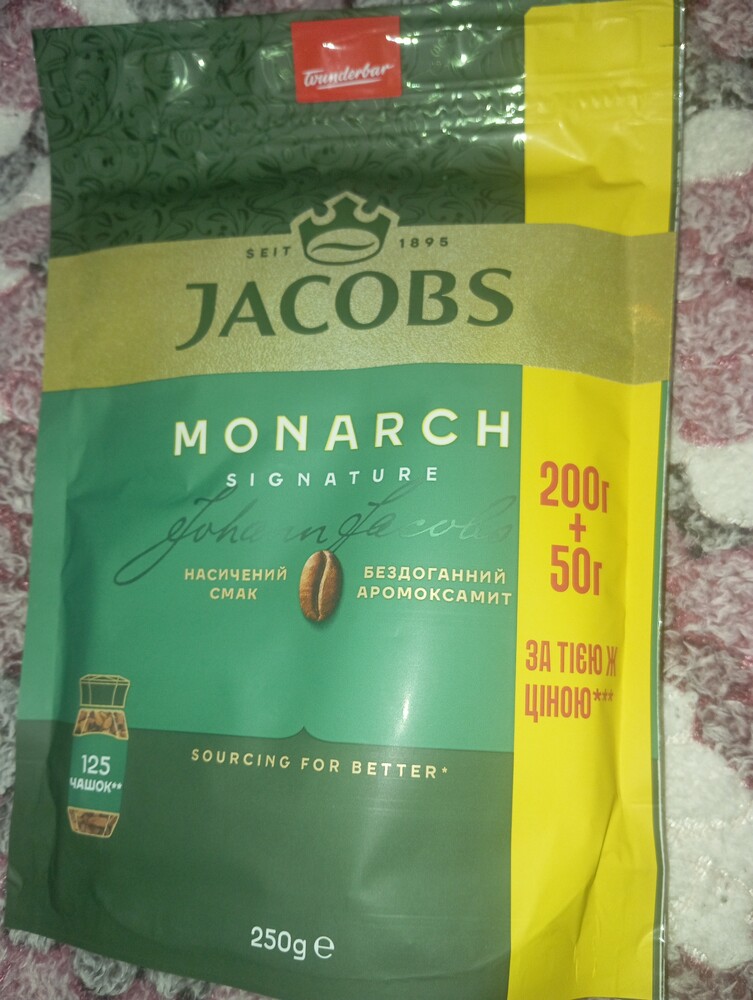 Wunderbar
SEIT 1895
JACOBS
MONARCH
SIGNATURE
Johann Jacobs
НАСИЧЕНИЙ
СМАК
БЕЗДОГАННИЙ
АРОМОКСАМИТ
200г
+
50г
ЗА ТІЄЮ Ж
ЦІНОЮ***
SOURCING FOR BETTER*
125
ЧАШОК**
250g ℮